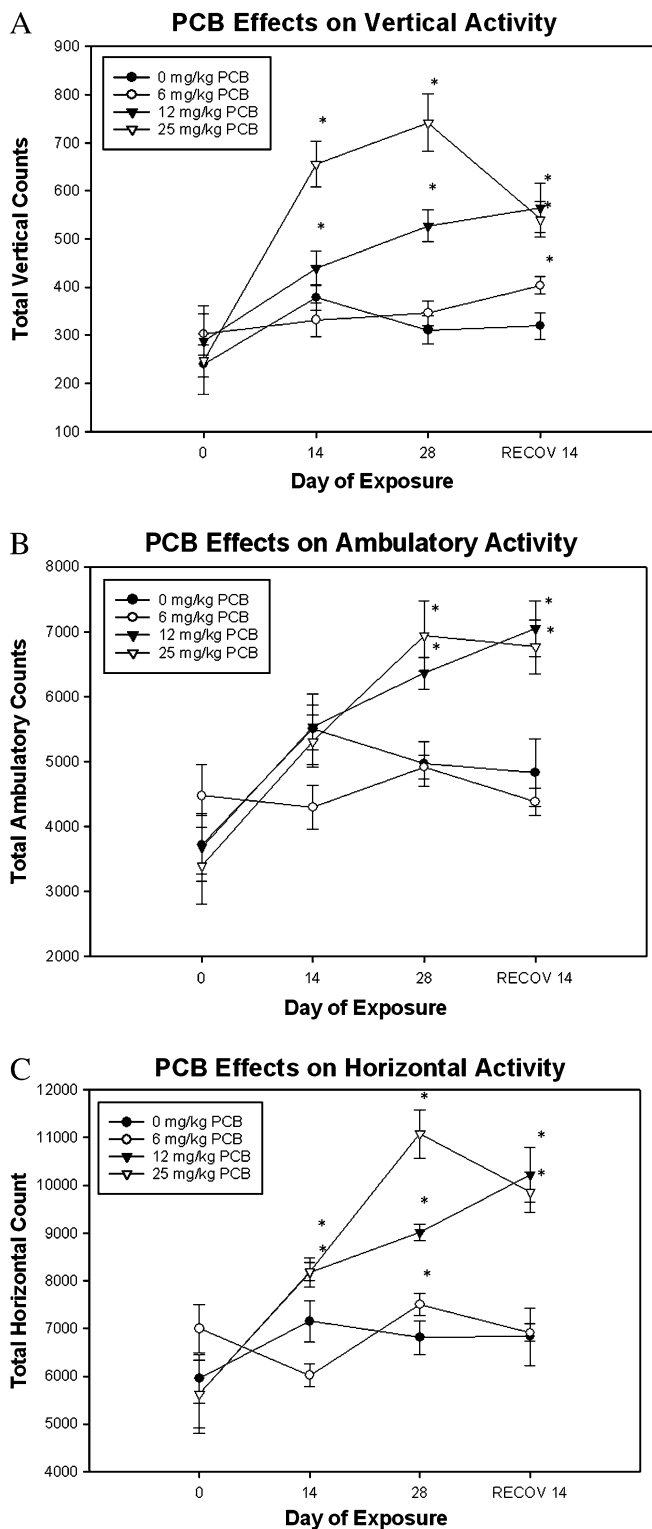 A
PCB Effects on Vertical Activity
900
800
700
600
500
400
300
200
100
Total Vertical Counts
0 mg/kg PCB
6 mg/kg PCB
12 mg/kg PCB
25 mg/kg PCB
*
*
*
*
*
*
*
0
14
28
RECOV 14
Day of Exposure
B
PCB Effects on Ambulatory Activity
8000
7000
6000
5000
4000
3000
2000
Total Ambulatory Counts
0 mg/kg PCB
6 mg/kg PCB
12 mg/kg PCB
25 mg/kg PCB
*
*
*
*
0
14
28
RECOV 14
Day of Exposure
C
PCB Effects on Horizontal Activity
12000
11000
10000
9000
8000
7000
6000
5000
4000
Total Horizontal Count
0 mg/kg PCB
6 mg/kg PCB
12 mg/kg PCB
25 mg/kg PCB
*
*
*
*
*
*
*
0
14
28
RECOV 14
Day of Exposure